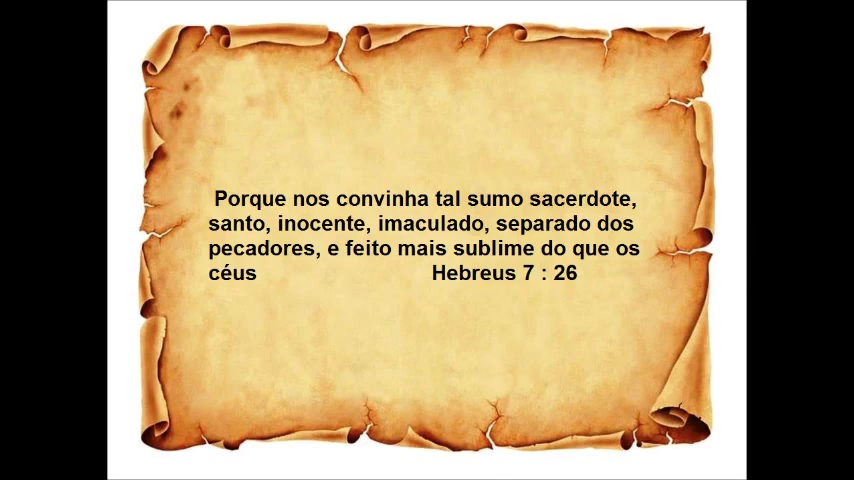 Porque nos convinha tal sumo sacerdote,
santo, inocente, imaculado, separado dos
pecadores, e feito mais sublime do que os
céus Hebreus 7 : 26